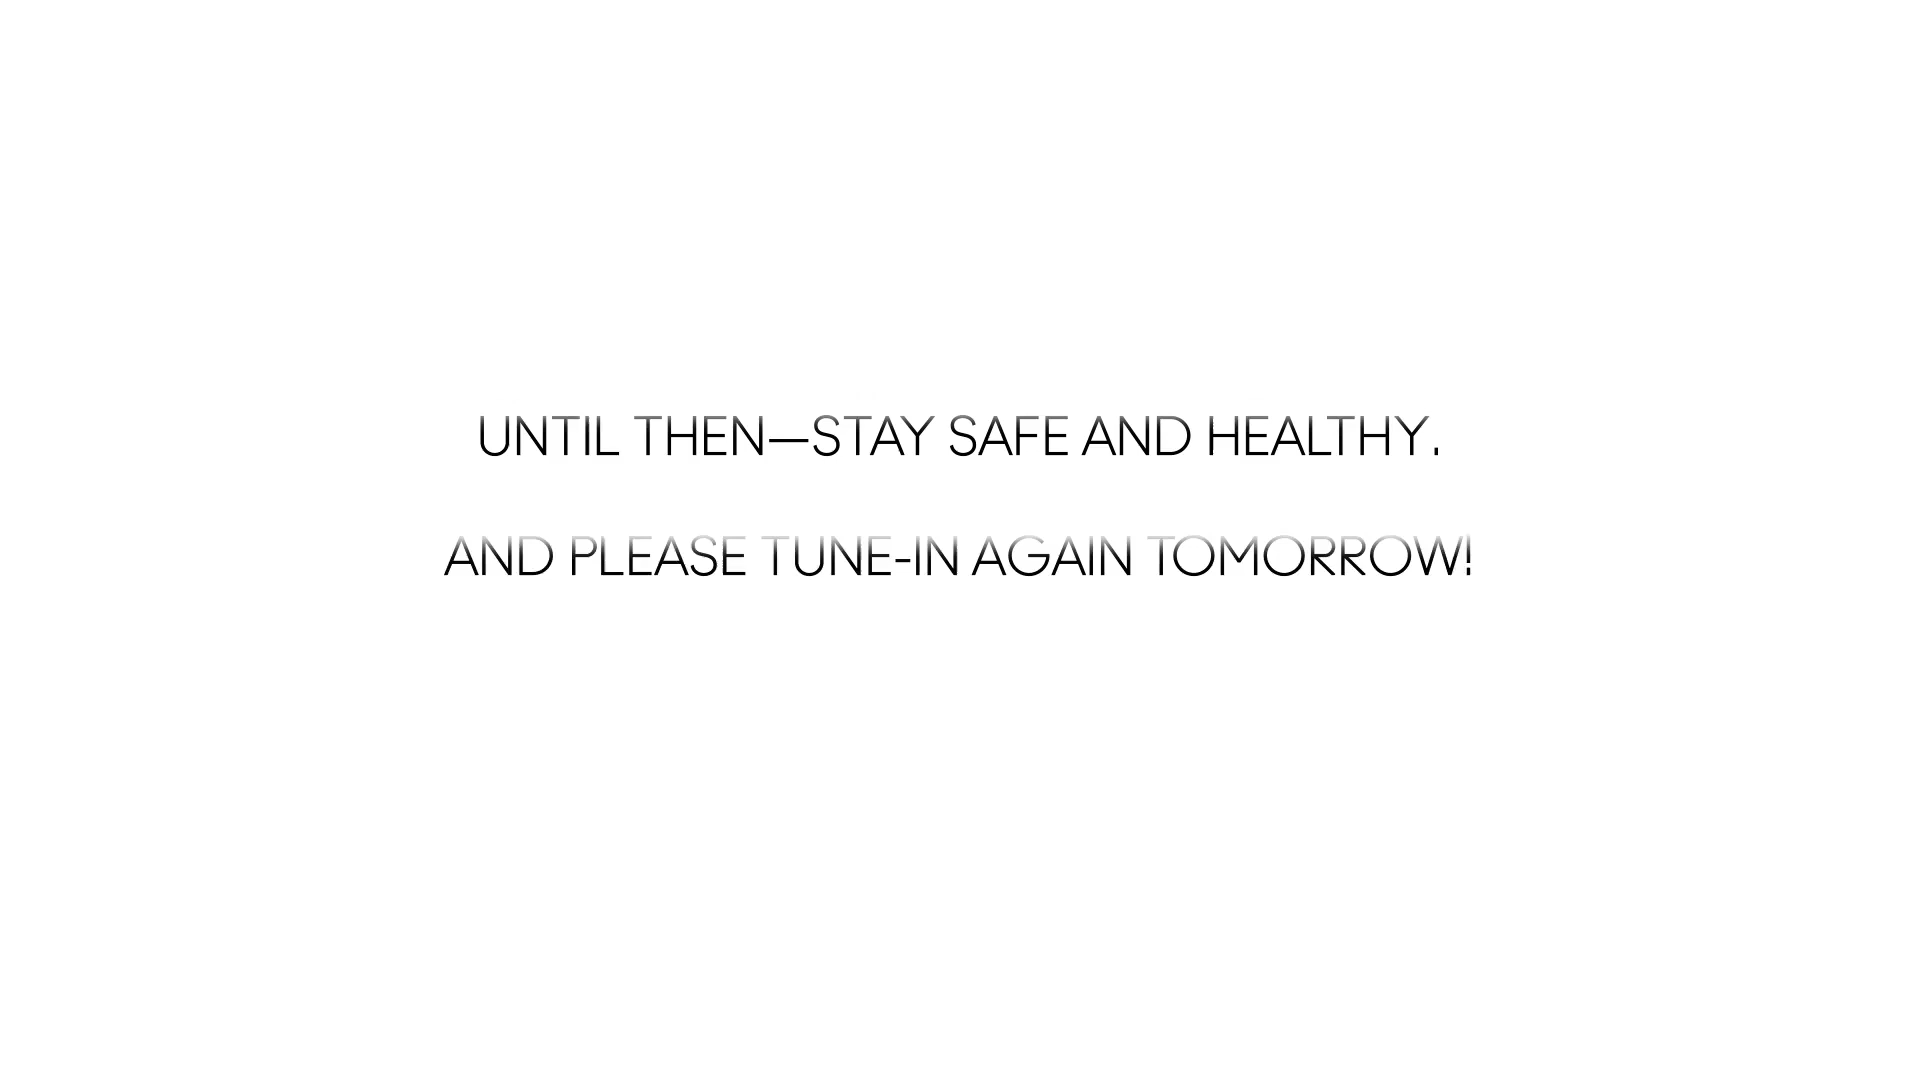 UNTIL THEN—STAY SAFE AND HEALTHY.
AND PLEASE TUNE-IN AGAIN TOMORROW!